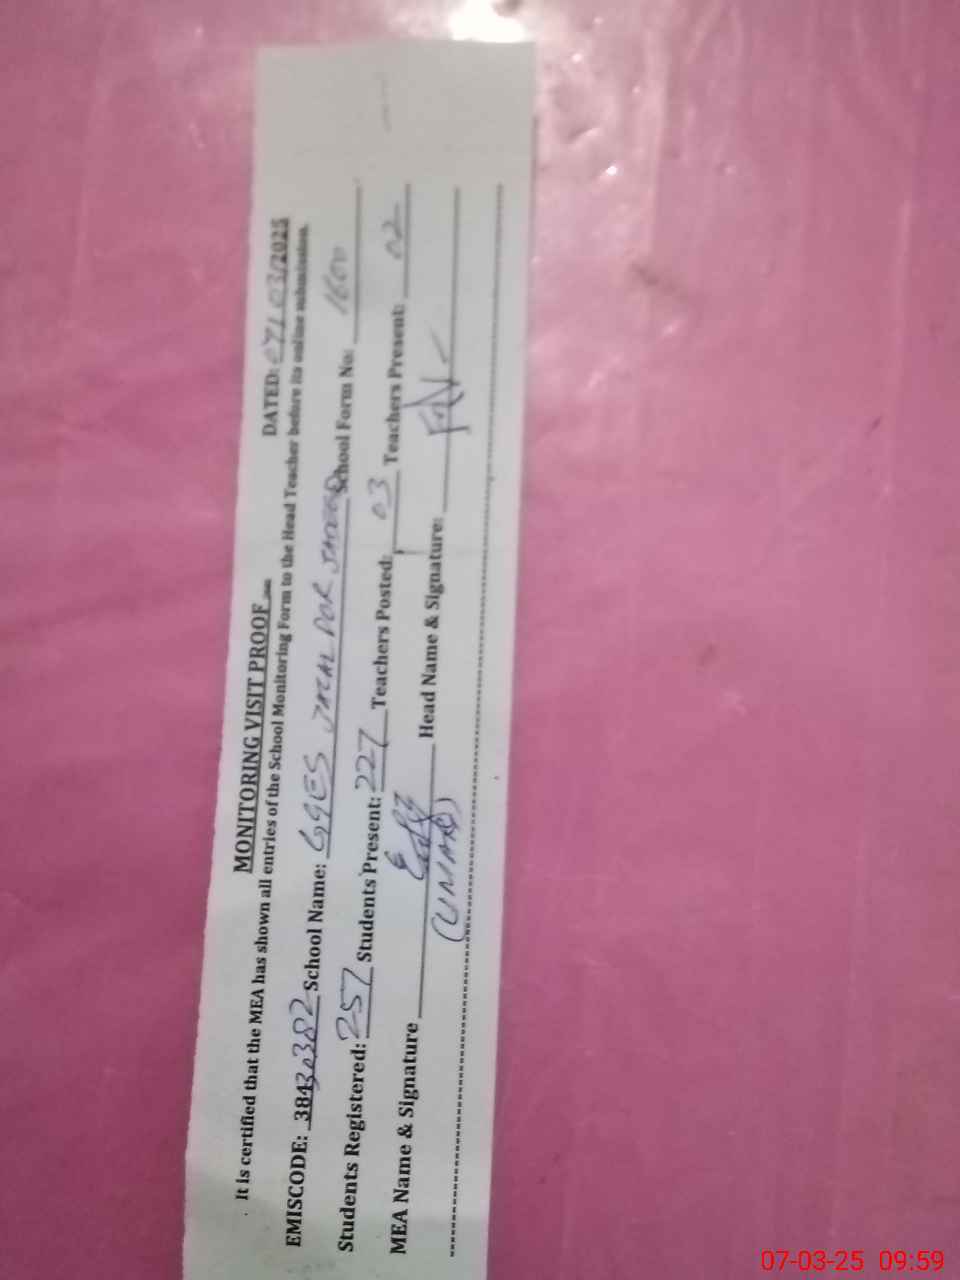 MONITORING VISIT PROOF
DATED: 07/03/2025
It is certified that the MEA has shown all entries of the School Monitoring Form to the Head Teacher before its online submission.
EMISCODE: 38430382 School Name: GGES JALAL School Form No: 1600
Students Registered: 257 Students Present: 227 Teachers Posted: 03 Teachers Present: 02
MEA Name & Signature Head Name & Signature:
(UMAR)
07-03-25 09:59